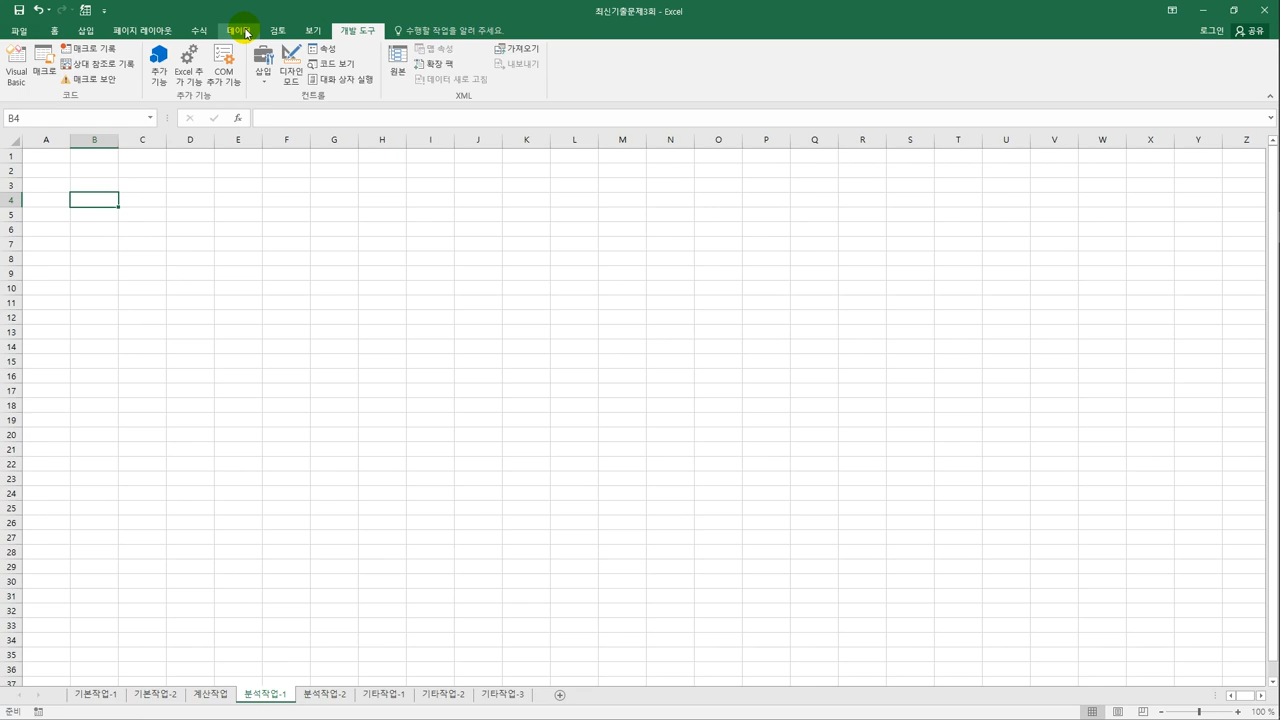 최신기출문제3회 - Excel
파일 홈 삽입 페이지 레이아웃 수식 데이터 검토 보기 개발 도구 수행할 작업을 알려 주세요. 로그인 공유
Visual Basic
매크로
매크로 기록
상대 참조로 기록
매크로 보안
코드
추가 기능
Excel 추가 기능
COM 추가 기능
추가 기능
삽입
디자인 모드
속성
코드 보기
대화 상자 실행
컨트롤
원본
맵 속성
확장 팩
데이터 새로 고침
가져오기
내보내기
XML
B4
fx
A B C D E F G H I J K L M N O P Q R S T U V W X Y Z
1
2
3
4
5
6
7
8
9
10
11
12
13
14
15
16
17
18
19
20
21
22
23
24
25
26
27
28
29
30
31
32
33
34
35
36
37
기본작업-1 기본작업-2 계산작업 분석작업-1 분석작업-2 기타작업-1 기타작업-2 기타작업-3
준비 100 %